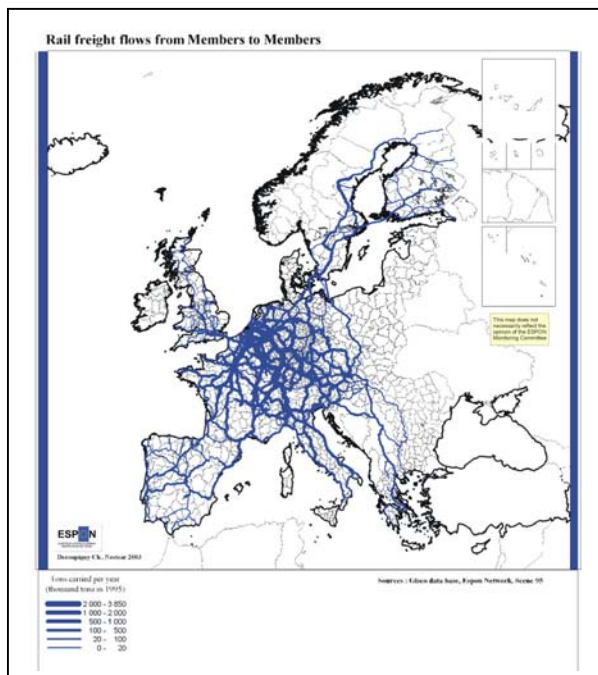 Rail freight flows from Members to Members
This map does not
necessarily reflect the
opinion of the ESPON
Monitoring Committee
ESPON
Decoupigny Ch. Nestear 2003
Tons carried per year
(thousand tons in 1995)
Sources : Gisco data base, Espon Network, Scene 95
2 000 - 3 850
1 000 - 2 000
500 - 1 000
100 - 500
20 - 100
0 - 20